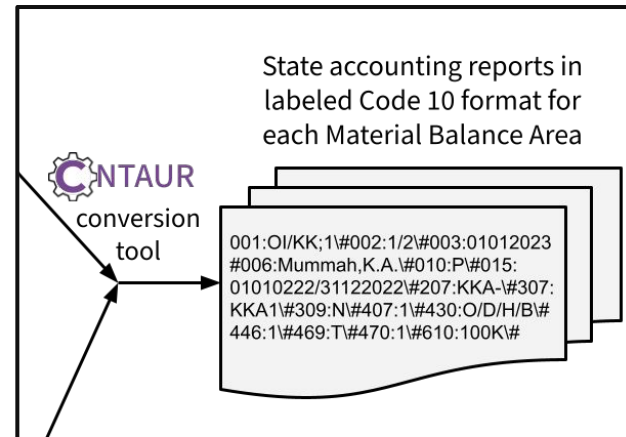 State accounting reports in
labeled Code 10 format for
each Material Balance Area
CNTAUR
conversion
tool
001:OI/KK;1\#002:1/2\#003:01012023
#006:Mummah,K.A.\#010:P\#015:
01010222/31122022\#207:KKA-\#307:
KKA1\#309:N\#407:1\#430:O/D/H/B\#
446:1\#469:T\#470:1\#610:100K\#